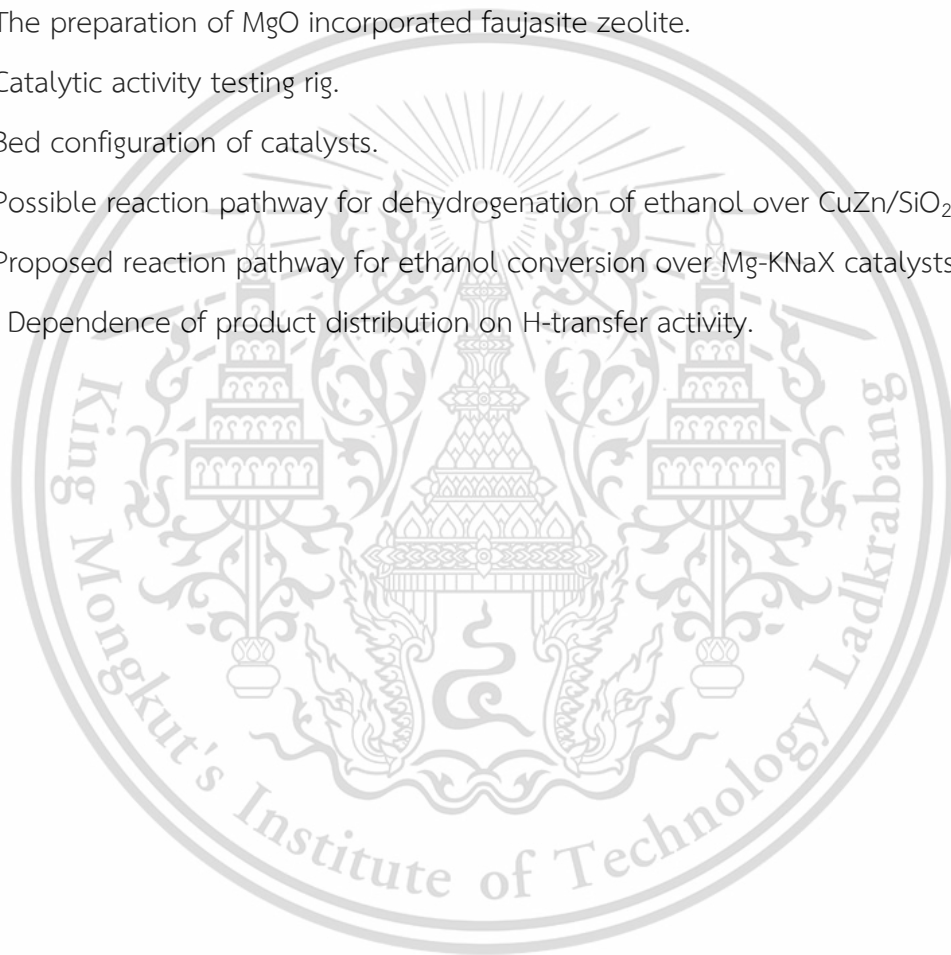 The preparation of MgO incorporated faujasite zeolite.
Catalytic activity testing rig.
Bed configuration of catalysts.
Possible reaction pathway for dehydrogenation of ethanol over CuZn/SiO₂
Proposed reaction pathway for ethanol conversion over Mg-KNaX catalysts
Dependence of product distribution on H-transfer activity.
King Mongkut's Institute of Technology Ladkrabang